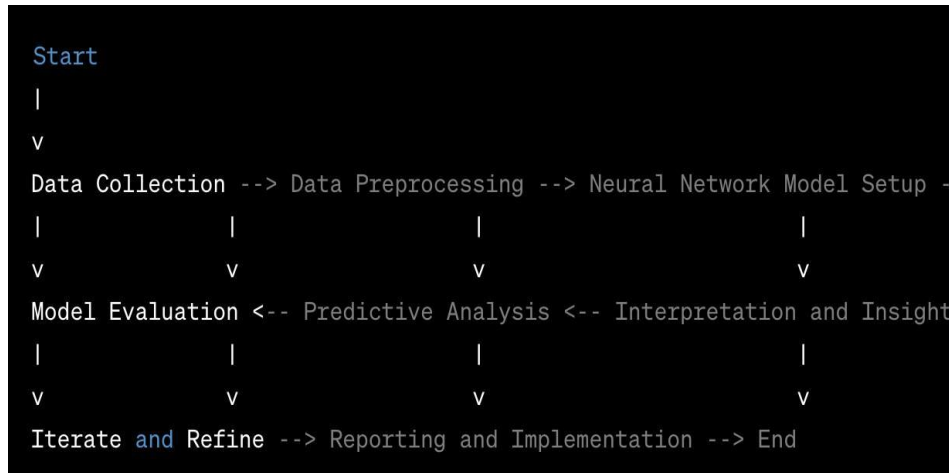 Start
|
v
Data Collection --> Data Preprocessing --> Neural Network Model Setup -
| | | |
v v v v
Model Evaluation <-- Predictive Analysis <-- Interpretation and Insight
| | | |
v v v v
Iterate and Refine --> Reporting and Implementation --> End